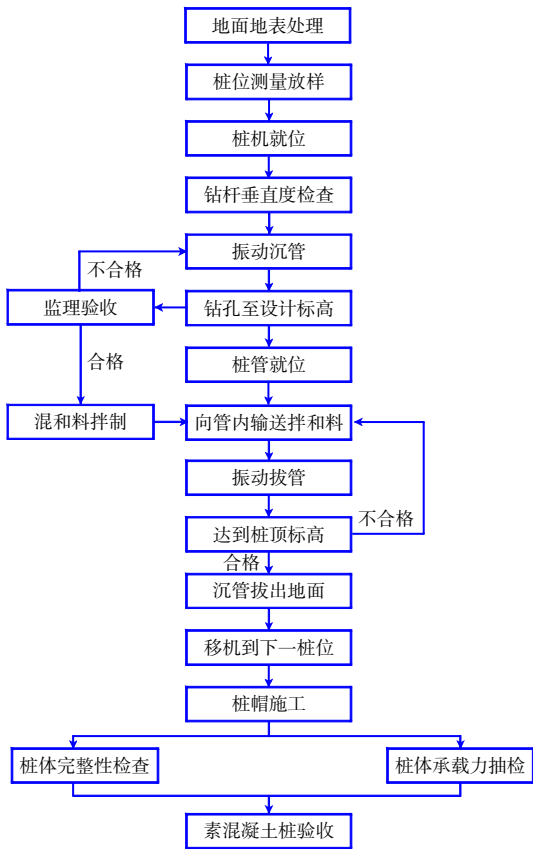 地面地表处理
桩位测量放样
桩机就位
钻杆垂直度检查
振动沉管
不合格
监理验收
钻孔至设计标高
合格
桩管就位
混和料拌制
向管内输送拌和料
振动拔管
不合格
达到桩顶标高
合格
沉管拔出地面
移机到下一桩位
桩帽施工
桩体完整性检查
桩体承载力抽检
素混凝土桩验收